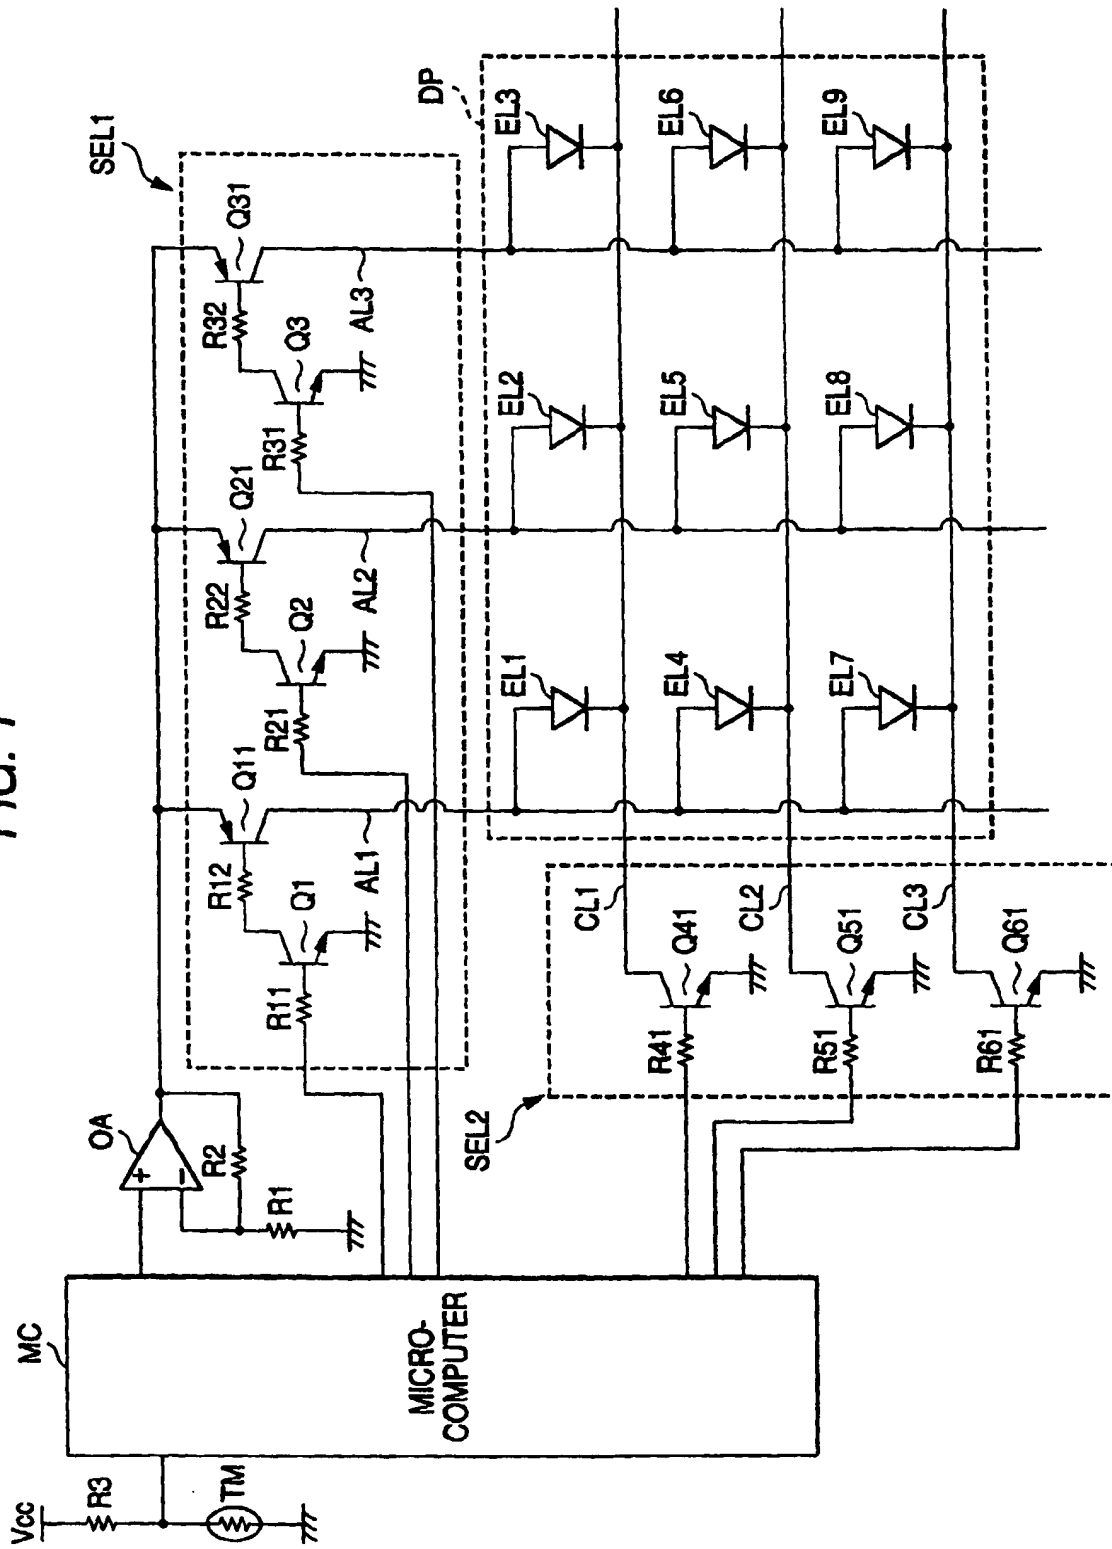 FIG. 1
SEL1
DP
Q31
R32
Q3
R31
AL3
Q21
R22
Q2
R21
AL2
Q11
R12
Q1
R11
AL1
EL3
EL6
EL9
EL2
EL5
EL8
EL1
EL4
EL7
OA
+
−
R2
R1
CL1
CL2
CL3
Q41
R41
Q51
R51
Q61
R61
SEL2
MC
MICRO-
COMPUTER
Vcc
R3
TM